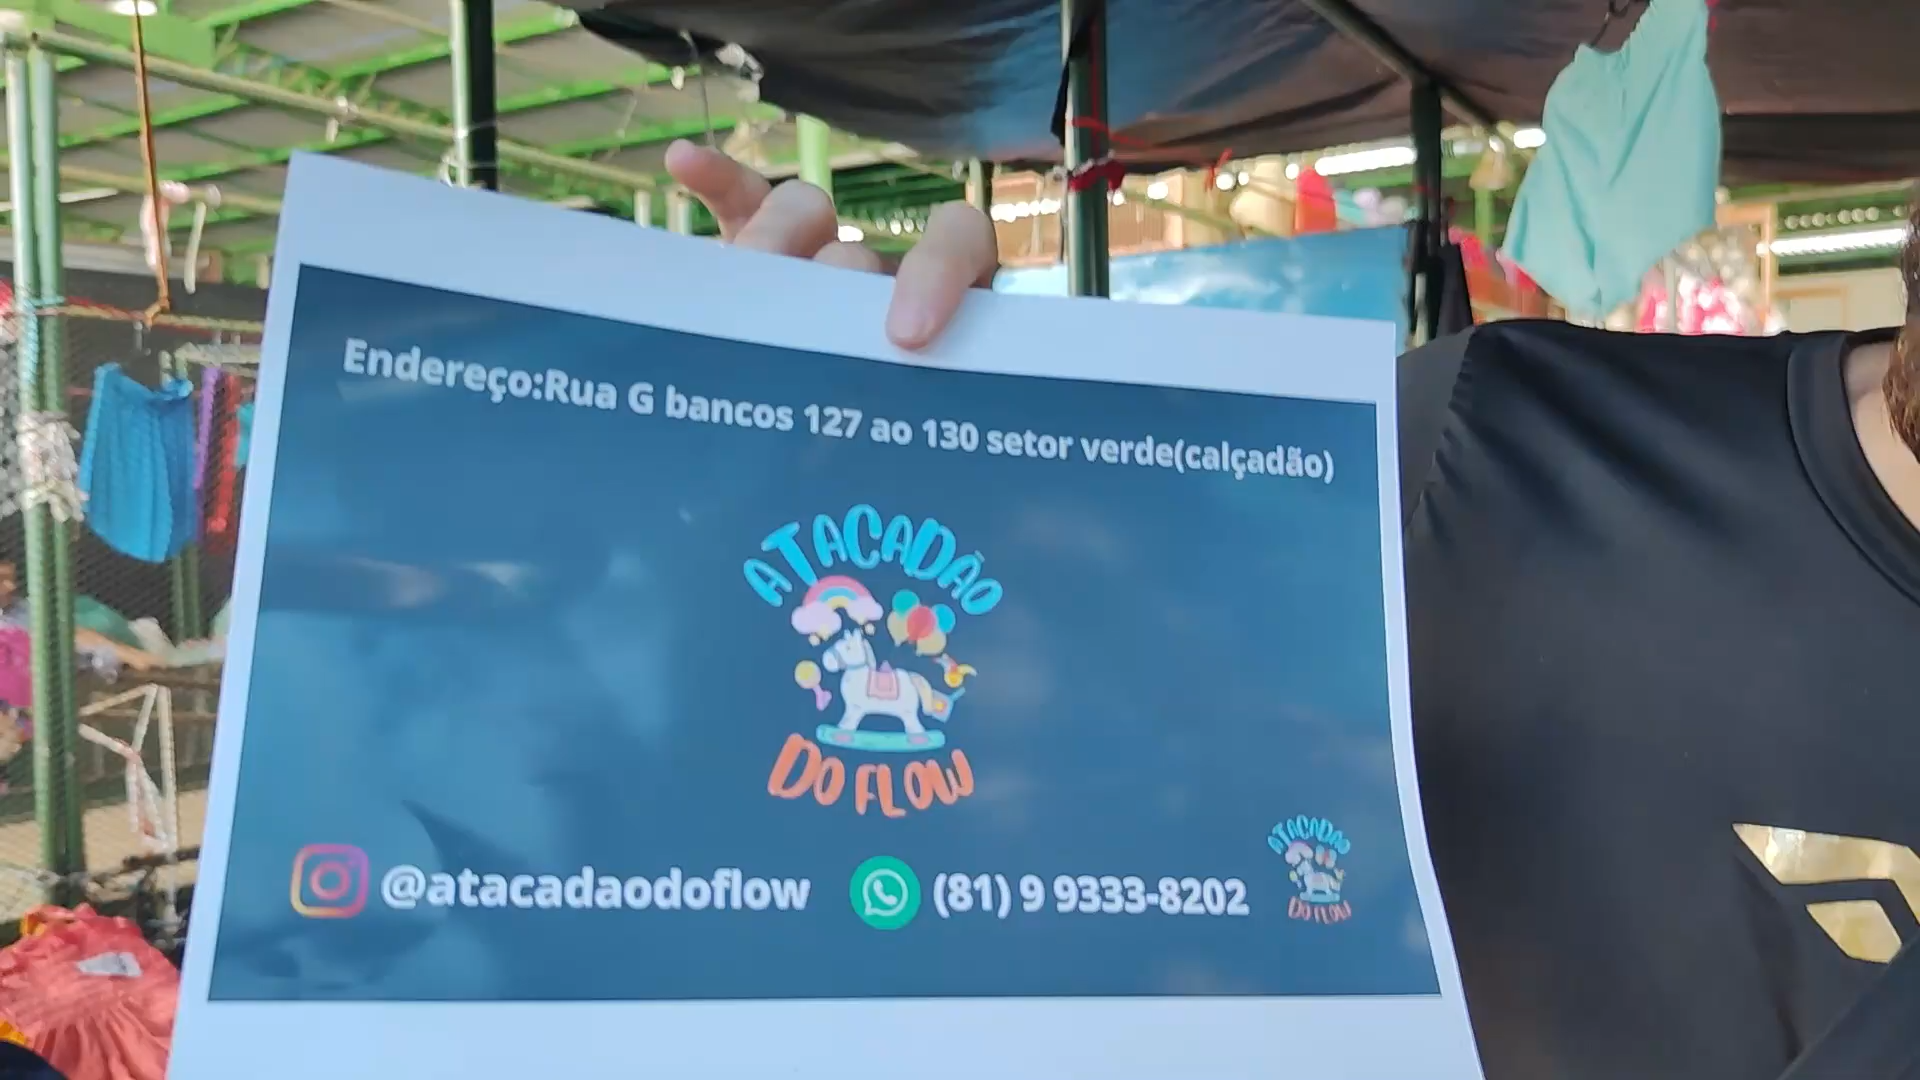 Endereço:Rua G bancos 127 ao 130 setor verde(calçadão)
ATACADÃO
DO FLOW
@atacadaodoflow
(81) 9 9333-8202
ATACADÃO
DO FLOW